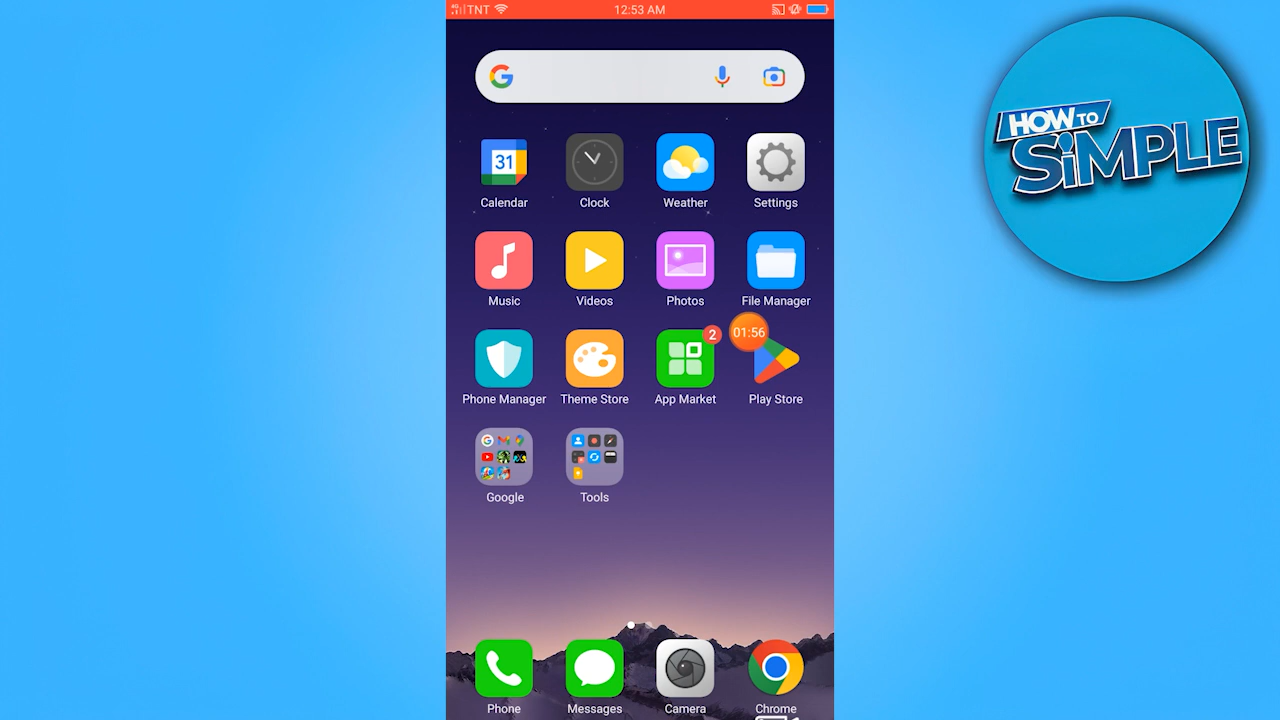 TNT
12:53 AM
HOW TO
SiMPLE
31
Calendar
Clock
Weather
Settings
Music
Videos
Photos
File Manager
2
01:56
Phone Manager
Theme Store
App Market
Play Store
Google
Tools
Phone
Messages
Camera
Chrome